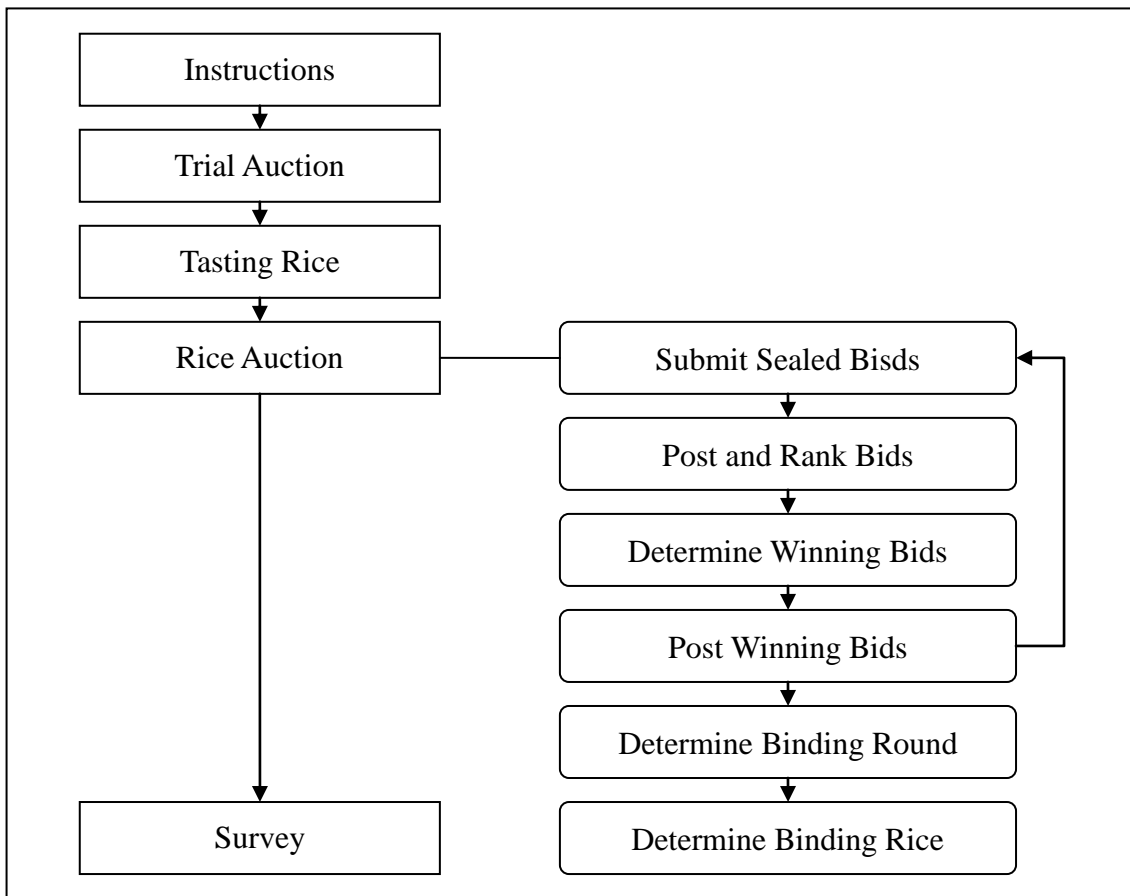 Instructions
Trial Auction
Tasting Rice
Rice Auction
Submit Sealed Bisds
Post and Rank Bids
Determine Winning Bids
Post Winning Bids
Determine Binding Round
Survey
Determine Binding Rice